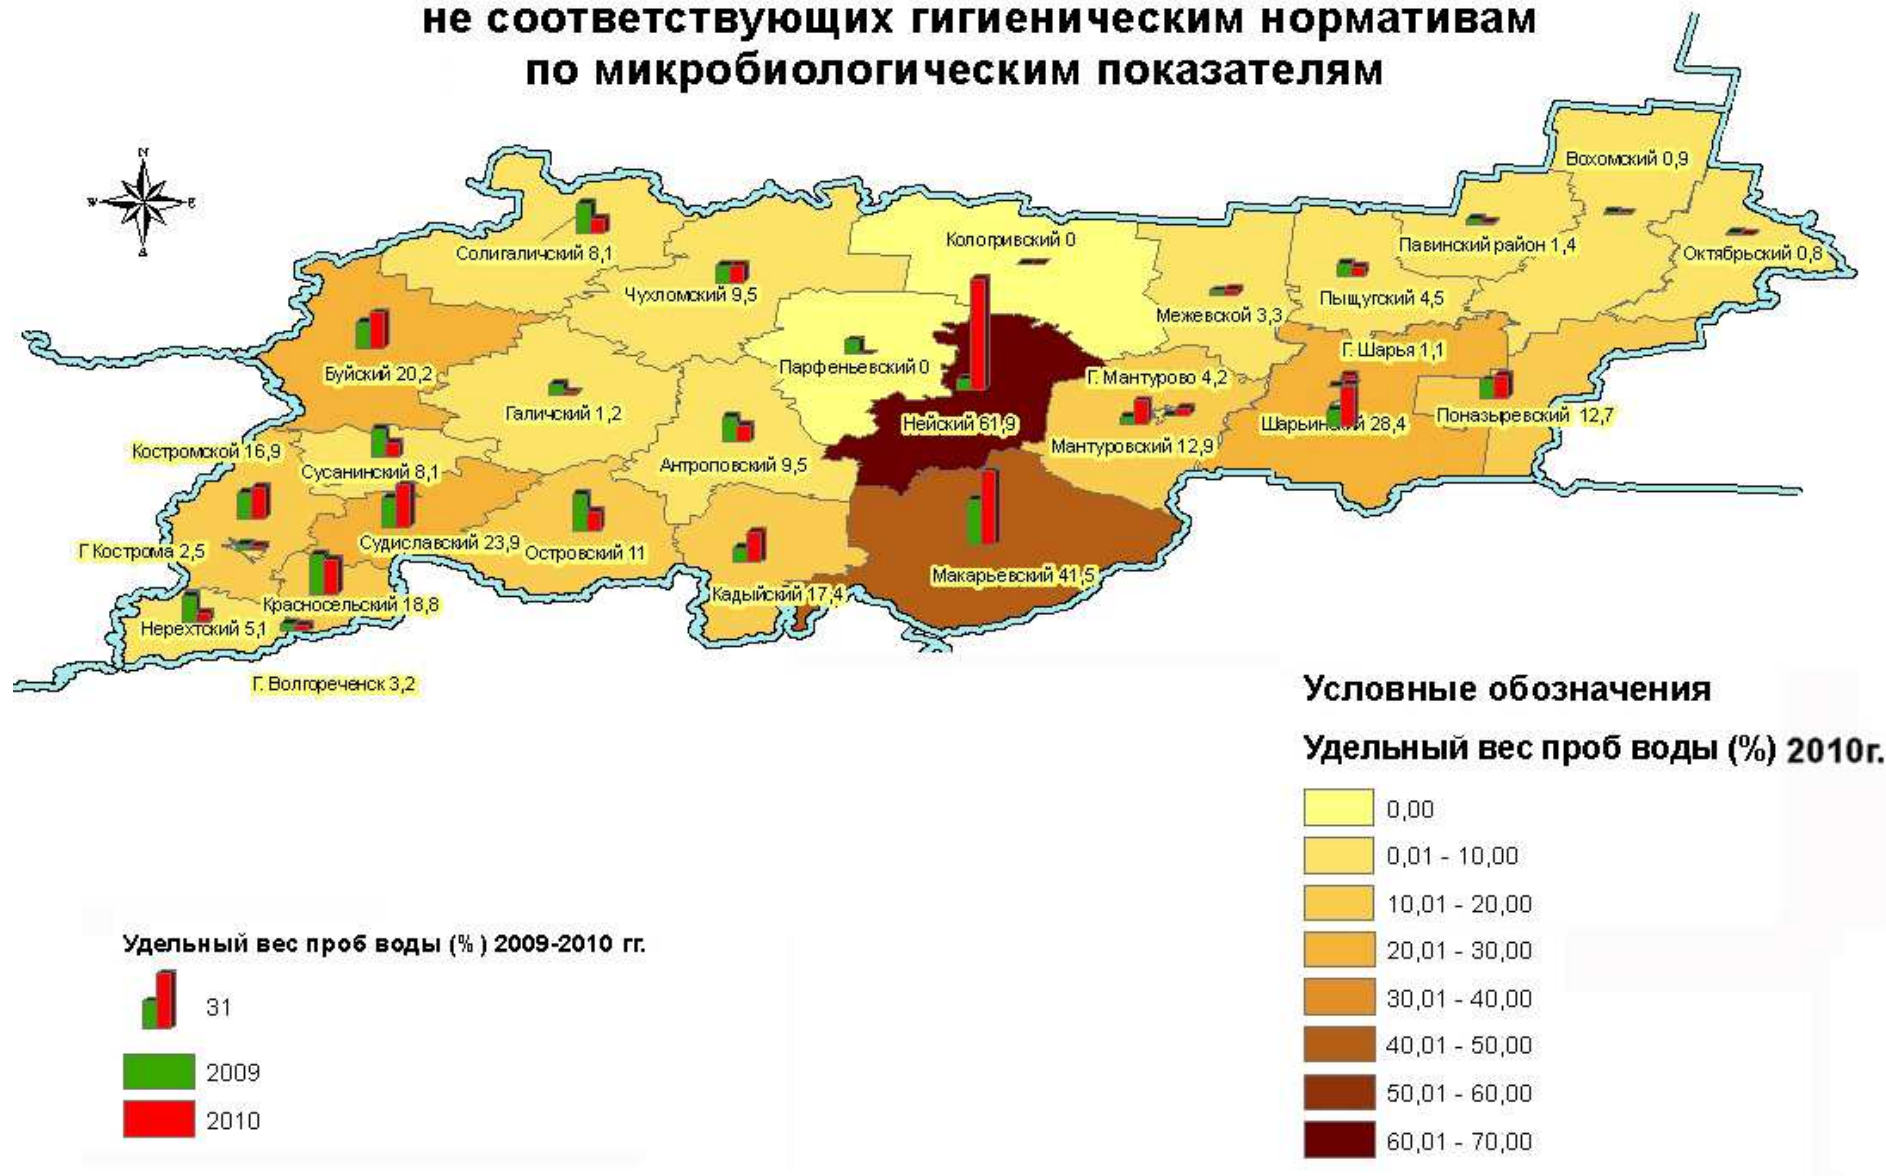 не соответствующих гигиеническим нормативам
по микробиологическим показателям
N
W
E
Вохомский 0,9
Кологривский 0
Павинский район 1,4
Солигаличский 8,1
Октябрьский 0,8
Чухломский 9,5
Пыщугский 4,5
Межевской 3,3
Г. Шарья 1,1
Парфеньевский 0
Буйский 20,2
Г. Мантурово 4,2
Галичский 1,2
Поназыревский 12,7
Нейский 61,9
Шарьинский 28,4
Мантуровский 12,9
Костромской 16,9
Антроповский 9,5
Сусанинский 8,1
Судиславский 23,9
Г Кострома 2,5
Островский 11
Макарьевский 41,5
Кадыйский 17,4
Красносельский 18,8
Нерехтский 5,1
Г. Волгореченск 3,2
Условные обозначения
Удельный вес проб воды (%) 2010г.
0,00
0,01 - 10,00
10,01 - 20,00
20,01 - 30,00
30,01 - 40,00
40,01 - 50,00
50,01 - 60,00
60,01 - 70,00
Удельный вес проб воды (% ) 2009-2010 гг.
31
2009
2010